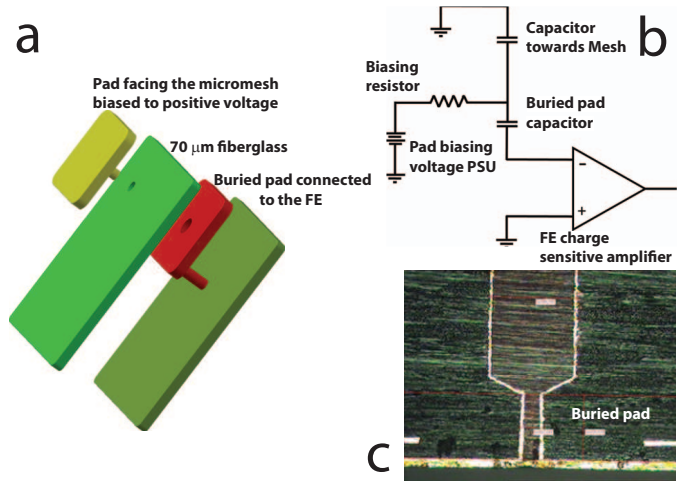 a
Pad facing the micromesh
biased to positive voltage
70 μm fiberglass
Buried pad connected
to the FE
b
Capacitor
towards Mesh
Biasing
resistor
Buried pad
capacitor
Pad biasing
voltage PSU
−
+
FE charge
sensitive amplifier
c
Buried pad